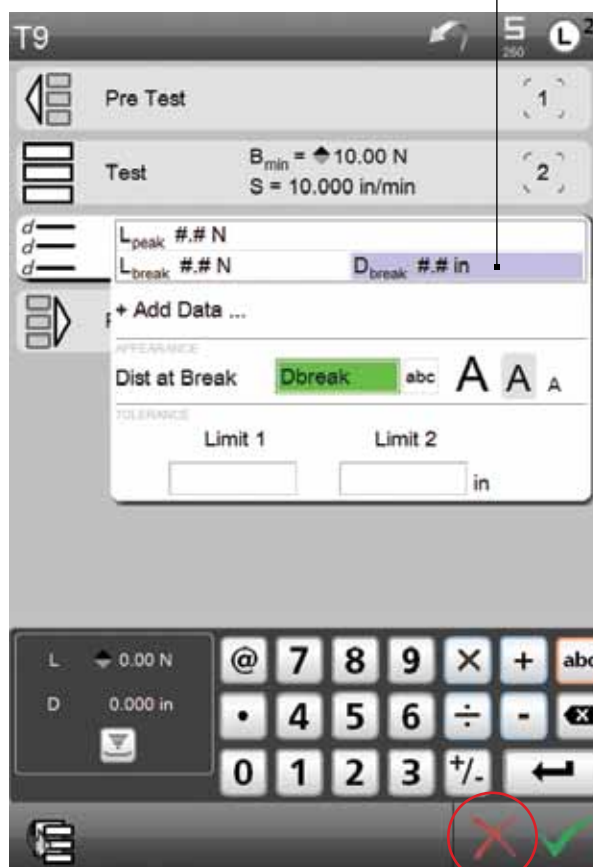 T9
S
260
L 2
Pre Test
1
Test
Bmin = 10.00 N
S = 10.000 in/min
2
d
d
d
Lpeak #.# N
Lbreak #.# N
Dbreak #.# in
+ Add Data ...
APPEARANCE
Dist at Break
Dbreak
abc
A A A
TOLERANCE
Limit 1
Limit 2
in
L 0.00 N
D 0.000 in
@ 7 8 9 × + abc
• 4 5 6 ÷ -
0 1 2 3 +/-